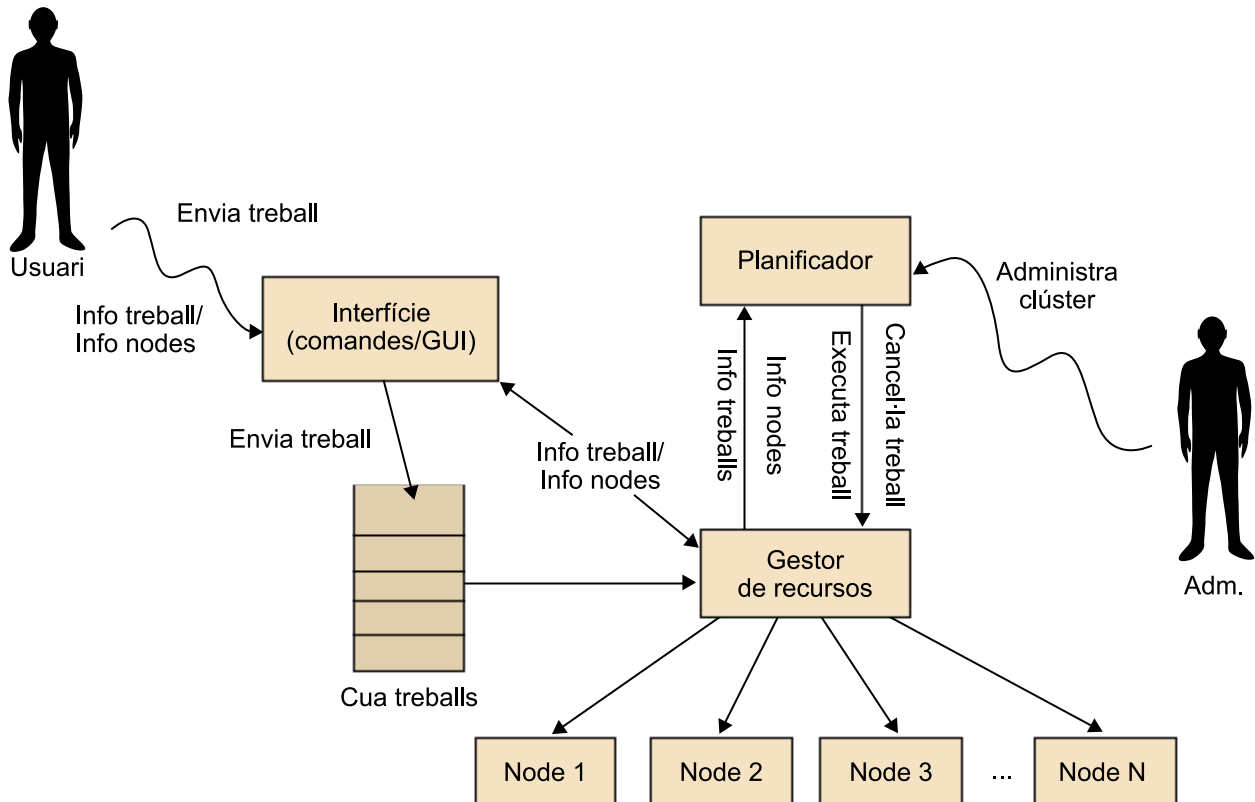 Envia treball
Usuari
Info treball/
Info nodes
Interfície
(comandes/GUI)
Envia treball
Cua treballs
Info treball/
Info nodes
Planificador
Info treballs
Info nodes
Executa treball
Cancel·la treball
Administra
clúster
Adm.
Gestor
de recursos
Node 1
Node 2
Node 3
...
Node N